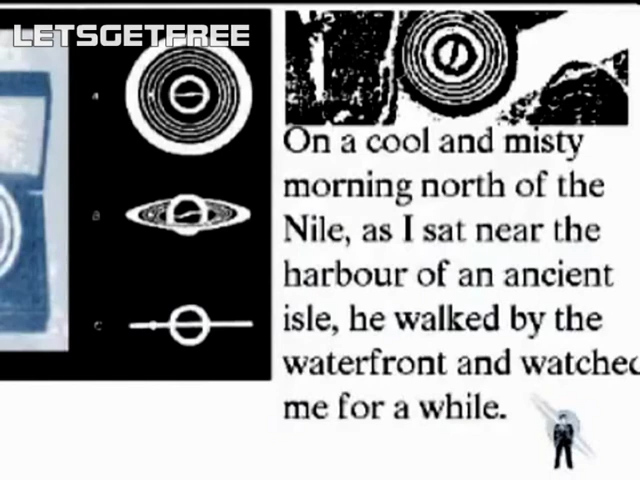 LETSGETFREE
A
B
C
On a cool and misty
morning north of the
Nile, as I sat near the
harbour of an ancient
isle, he walked by the
waterfront and watched
me for a while.